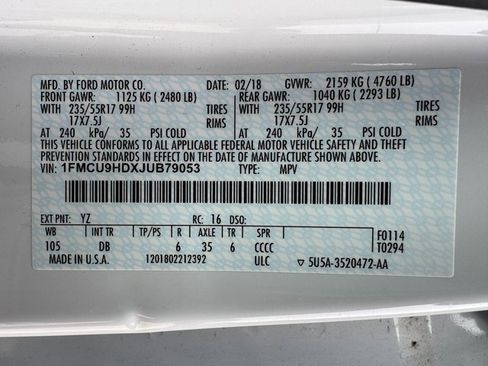 MFD. BY FORD MOTOR CO. DATE: 02/18 GVWR: 2159 KG ( 4760 LB)
FRONT GAWR: 1125 KG ( 2480 LB) REAR GAWR: 1040 KG ( 2293 LB)
WITH 235/55R17 99H TIRES WITH 235/55R17 99H TIRES
17X7.5J RIMS 17X7.5J RIMS
AT 240 kPa/ 35 PSI COLD AT 240 kPa/ 35 PSI COLD
THIS VEHICLE CONFORMS TO ALL APPLICABLE FEDERAL MOTOR VEHICLE SAFETY AND BUMPER
STANDARDS AND THEFT PREVENTION STANDARDS IN EFFECT ON THE DATE OF MANUFACTURE SHOWN ABOVE.
VIN: 1FMCU9HDXJUB79053 TYPE: MPV
EXT PNT: YZ RC: 16 DSO:
WB INT TR TP/PS R AXLE TR SPR F0114
105 DB 6 35 6 CCCC T0294
MADE IN U.S.A. 1201802212392 ULC ▽ 5U5A-3520472-AA